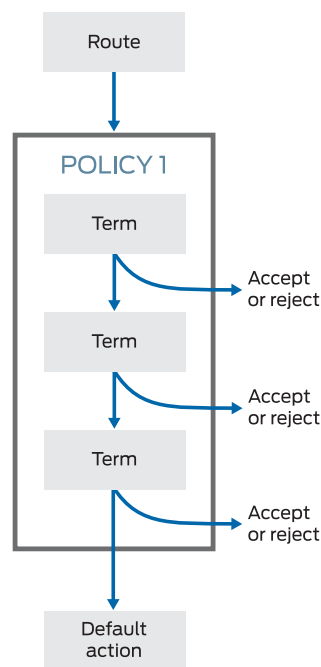 Route
POLICY 1
Term
Accept
or reject
Term
Accept
or reject
Term
Accept
or reject
Default
action